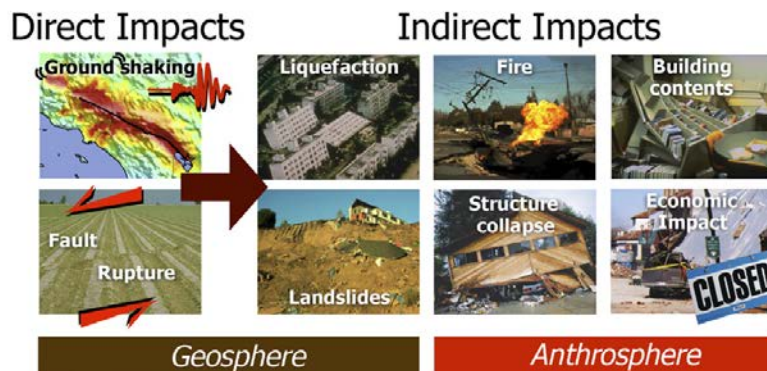 Direct Impacts
Indirect Impacts
Ground shaking
Liquefaction
Fire
Building
contents
Fault
Rupture
Landslides
Structure
collapse
Economic
Impact
CLOSED
Geosphere
Anthrosphere